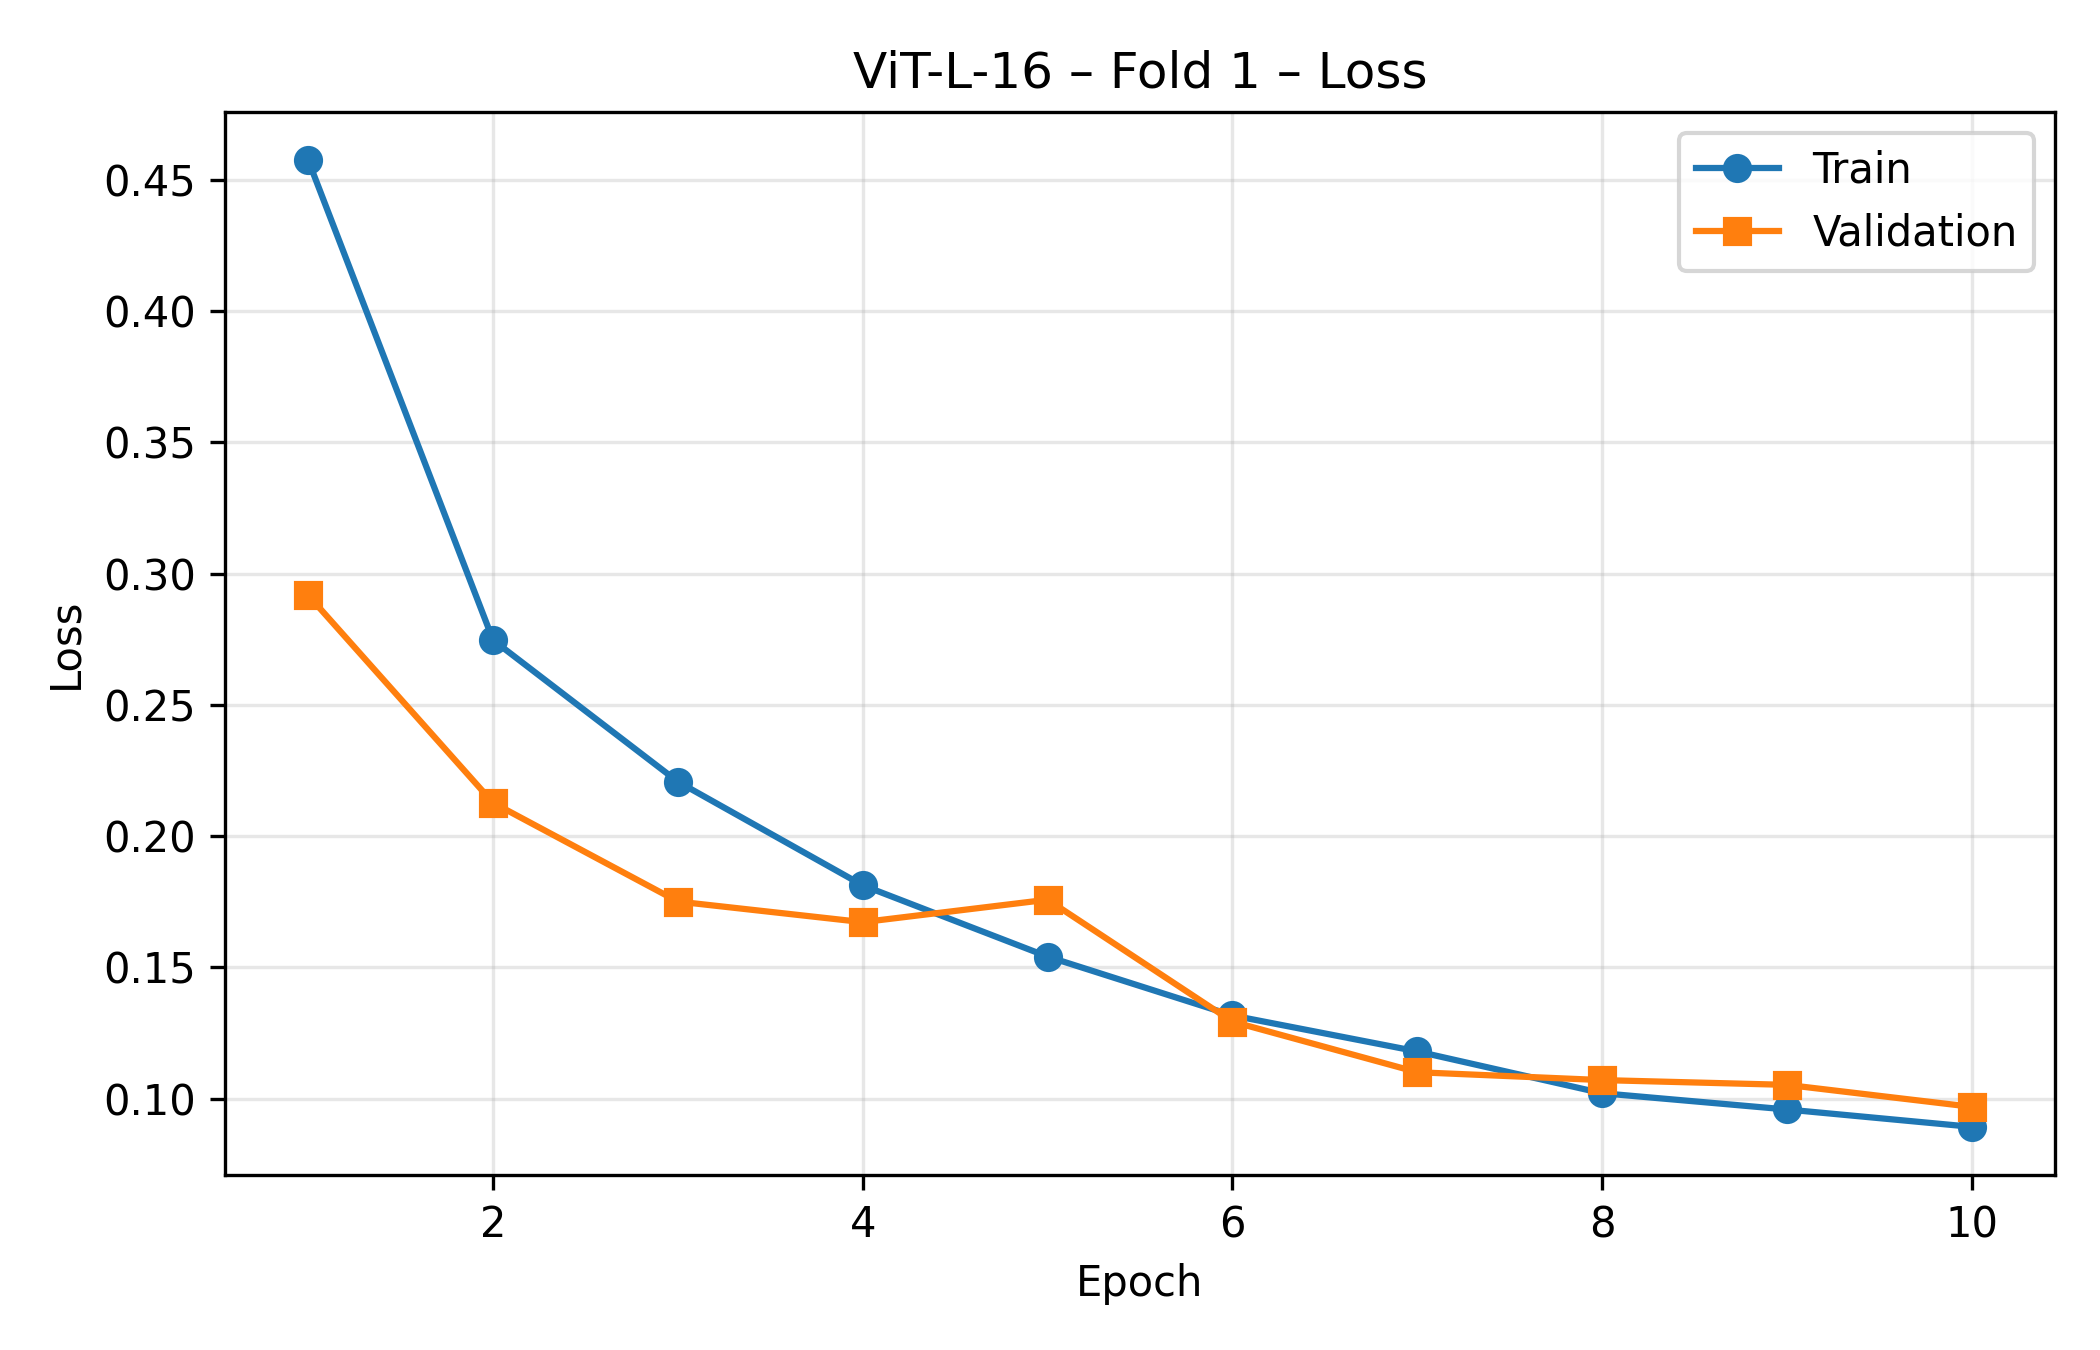 ViT-L-16 – Fold 1 – Loss
Train
Validation
0.45
0.40
0.35
0.30
0.25
0.20
0.15
0.10
Loss
2 4 6 8 10
Epoch